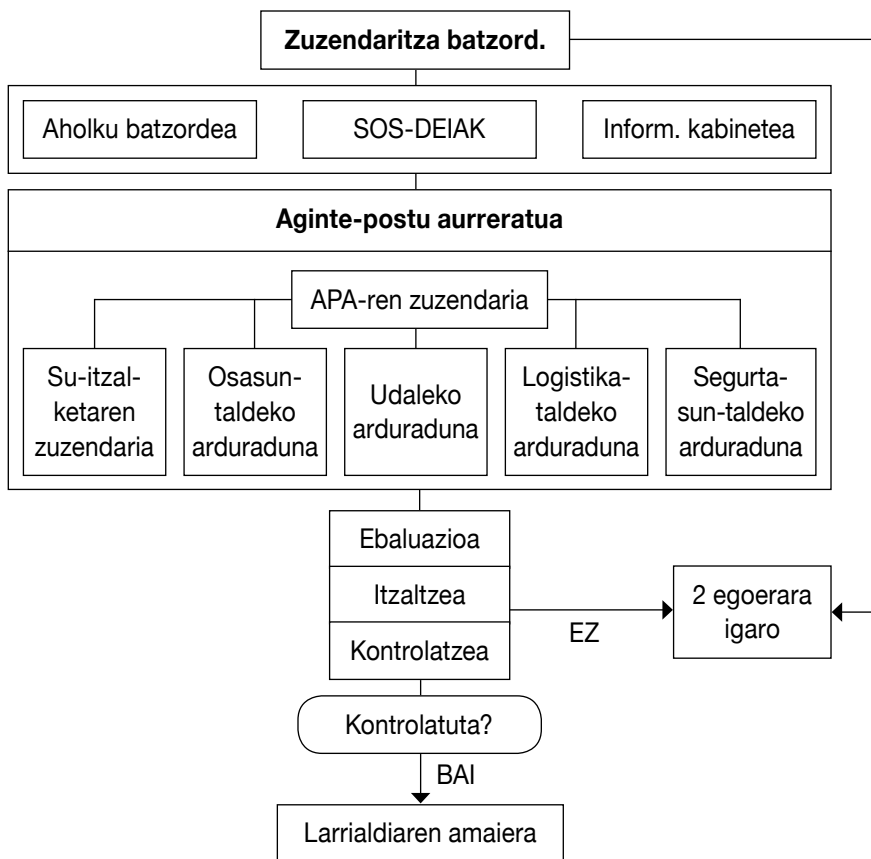 Zuzendaritza batzord.
Aholku batzordea
SOS-DEIAK
Inform. kabinetea
Aginte-postu aurreratua
APA-ren zuzendaria
Su-itzal-
ketaren
zuzendaria
Osasun-
taldeko
arduraduna
Udaleko
arduraduna
Logistika-
taldeko
arduraduna
Segurta-
sun-taldeko
arduraduna
Ebaluazioa
Itzaltzea
Kontrolatzea
EZ
2 egoerara
igaro
Kontrolatuta?
BAI
Larrialdiaren amaiera